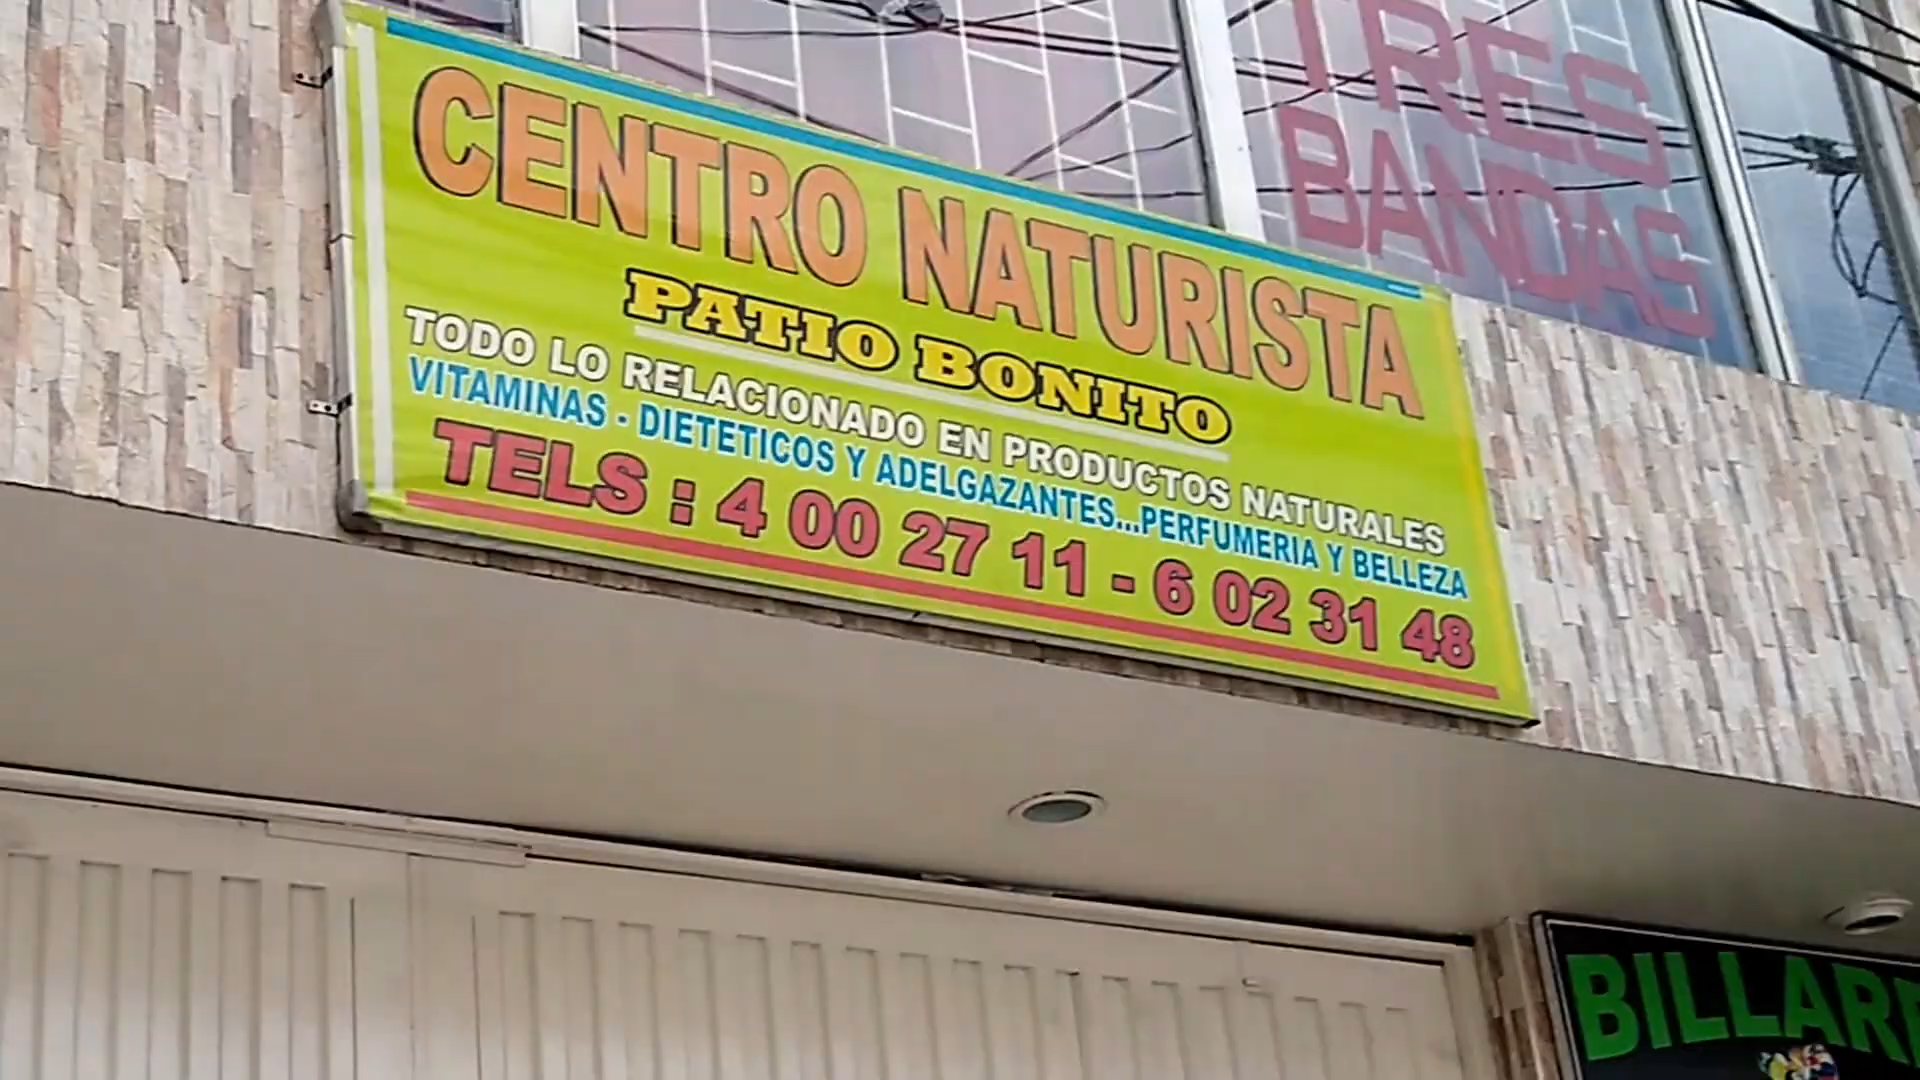 TRES
BANDAS
CENTRO NATURISTA
PATIO BONITO
TODO LO RELACIONADO EN PRODUCTOS NATURALES
VITAMINAS - DIETETICOS Y ADELGAZANTES...PERFUMERIA Y BELLEZA
TELS : 4 00 27 11 - 6 02 31 48
BILLAR